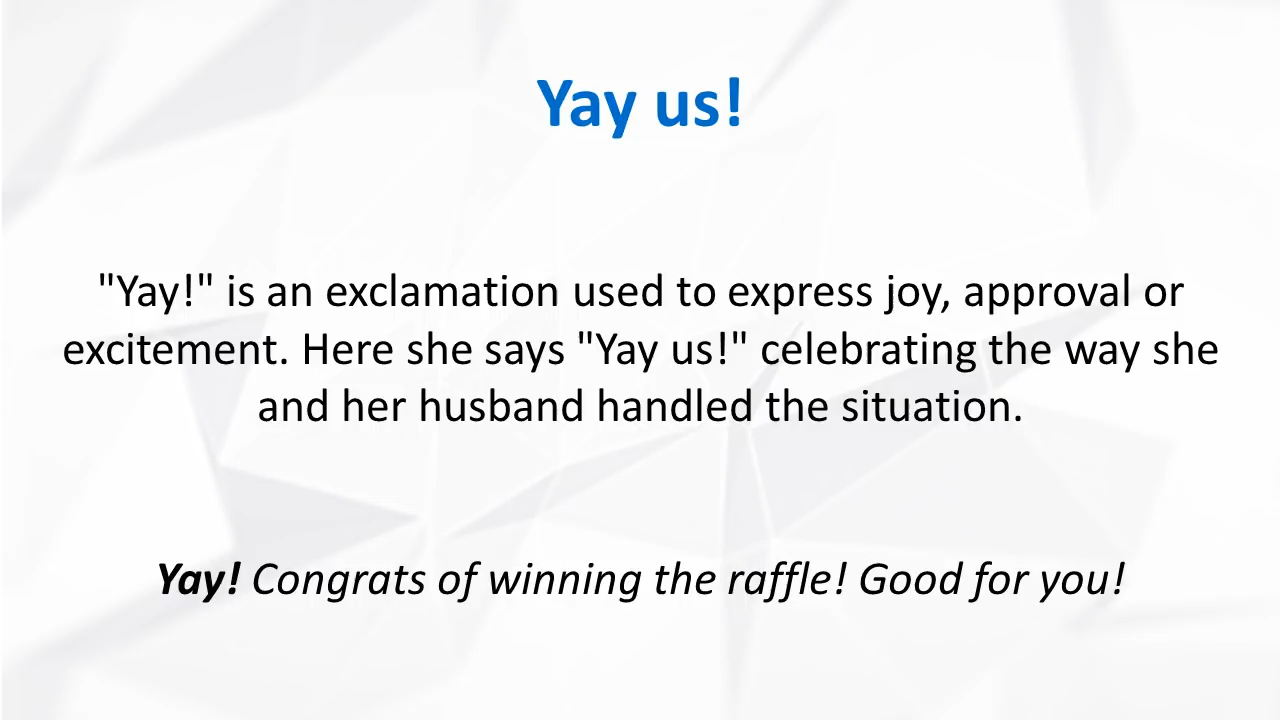 Yay us!
"Yay!" is an exclamation used to express joy, approval or
excitement. Here she says "Yay us!" celebrating the way she
and her husband handled the situation.
Yay! Congrats of winning the raffle! Good for you!